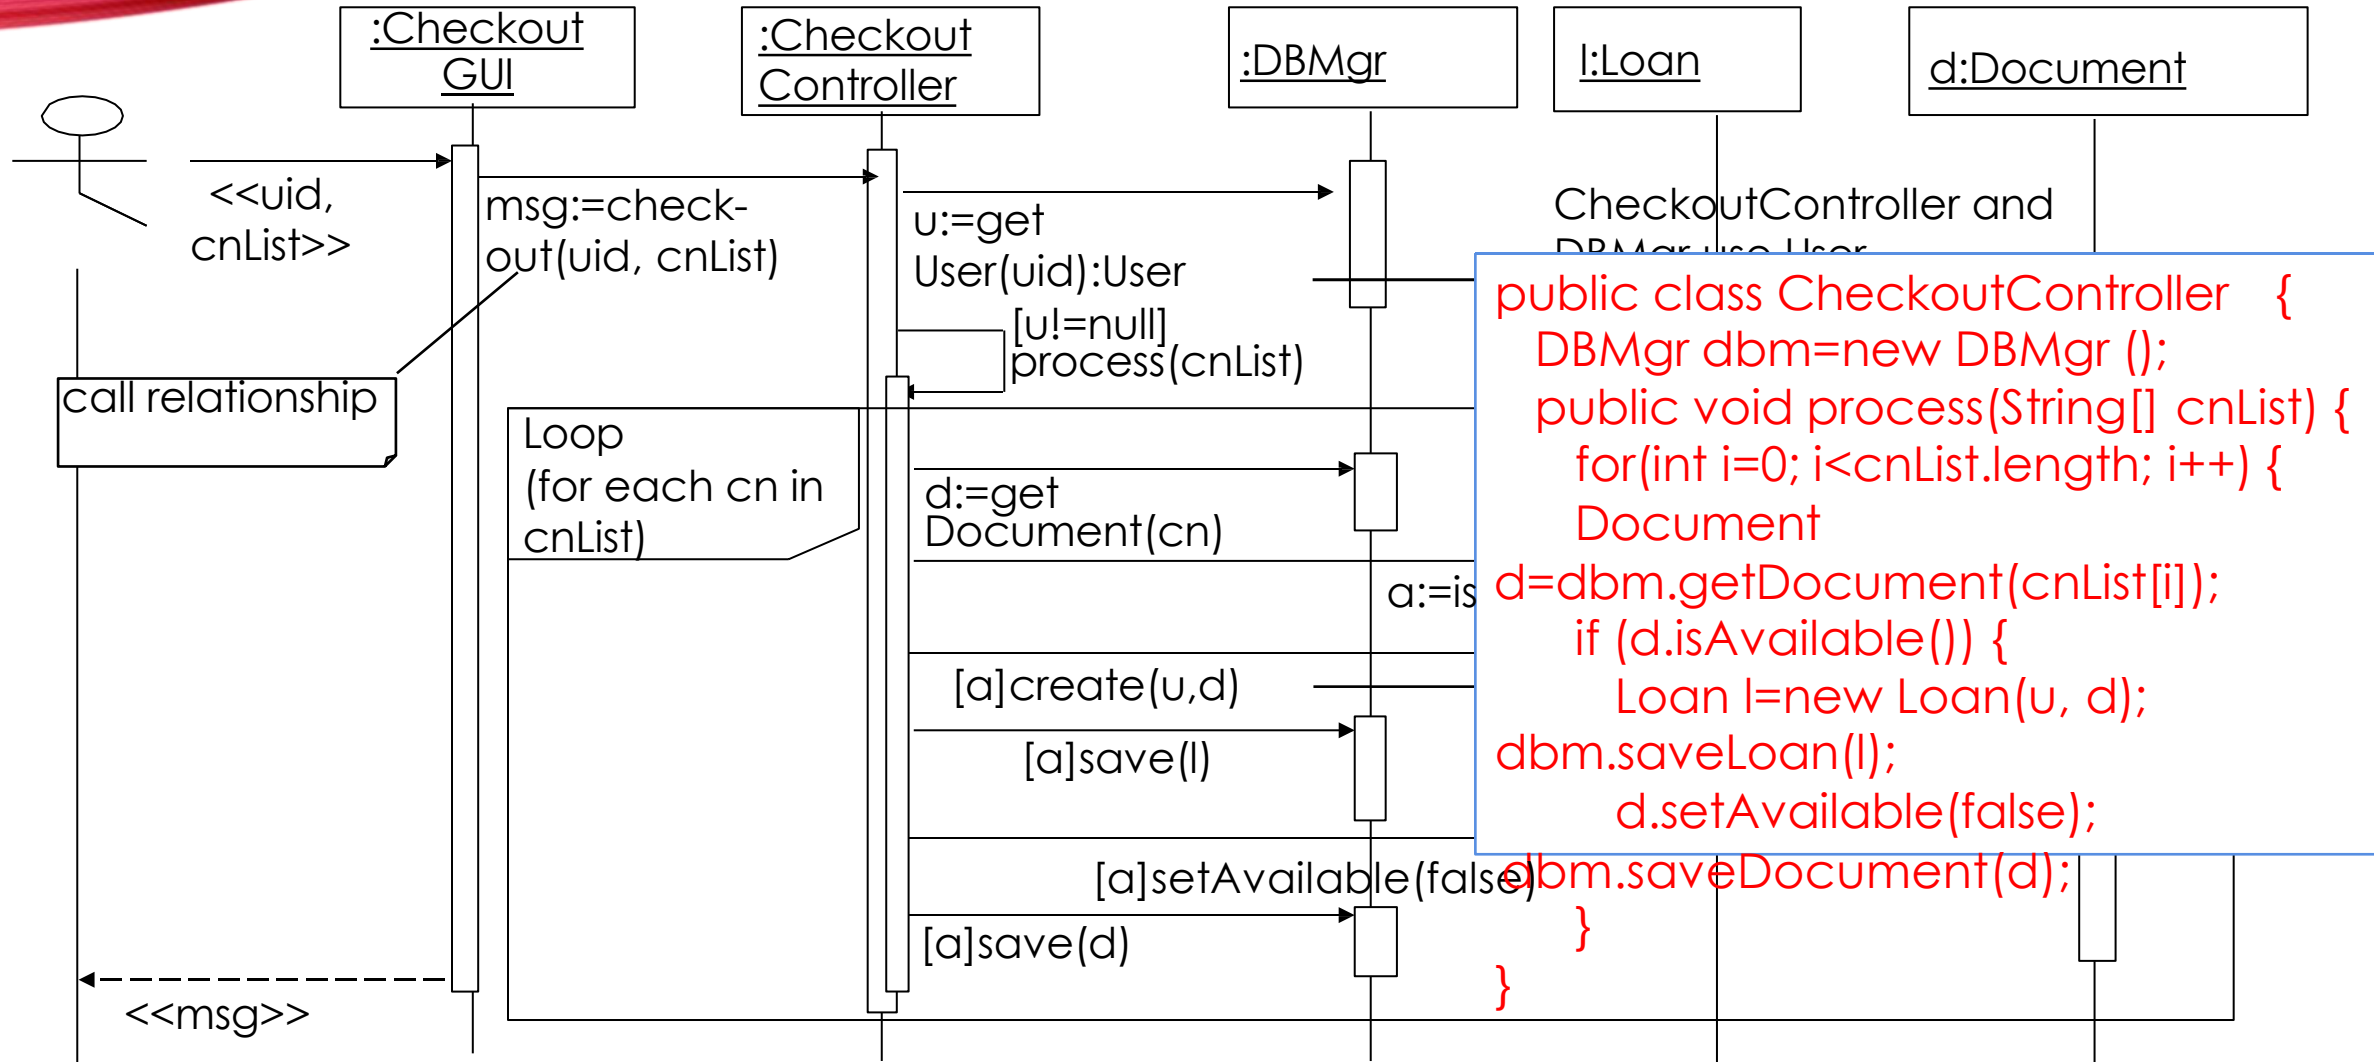 :Checkout
GUI
:Checkout
Controller
:DBMgr
l:Loan
d:Document
<<uid,
cnList>>
msg:=check-
out(uid, cnList)
u:=get
User(uid):User
CheckoutController and
DBMgr use User
[u!=null]
process(cnList)
call relationship
Loop
(for each cn in
cnList)
d:=get
Document(cn)
a:=is
[a]create(u,d)
[a]save(l)
[a]setAvailable(false)
[a]save(d)
<<msg>>
public class CheckoutController {
DBMgr dbm=new DBMgr ();
public void process(String[] cnList) {
for(int i=0; i<cnList.length; i++) {
Document
d=dbm.getDocument(cnList[i]);
if (d.isAvailable()) {
Loan l=new Loan(u, d);
dbm.saveLoan(l);
d.setAvailable(false);
dbm.saveDocument(d);
}
}